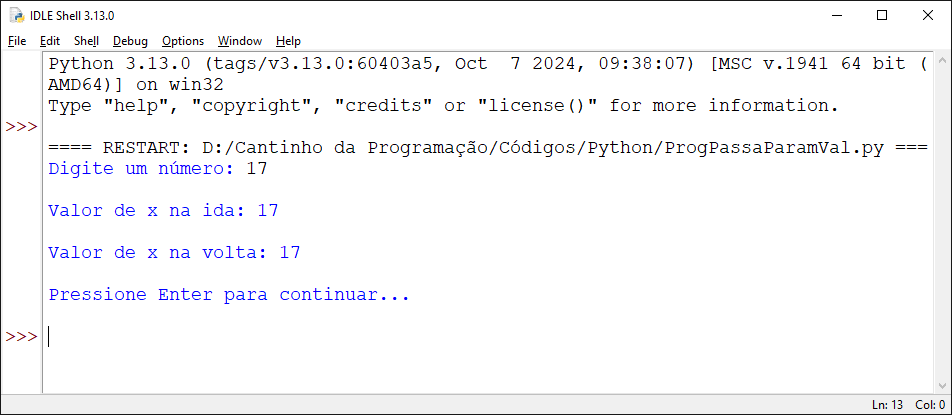 IDLE Shell 3.13.0
File Edit Shell Debug Options Window Help
Python 3.13.0 (tags/v3.13.0:60403a5, Oct  7 2024, 09:38:07) [MSC v.1941 64 bit (
AMD64)] on win32
Type "help", "copyright", "credits" or "license()" for more information.
>>>
==== RESTART: D:/Cantinho da Programação/Códigos/Python/ProgPassaParamVal.py ===
Digite um número: 17
Valor de x na ida: 17
Valor de x na volta: 17
Pressione Enter para continuar...
>>>
Ln: 13 Col: 0